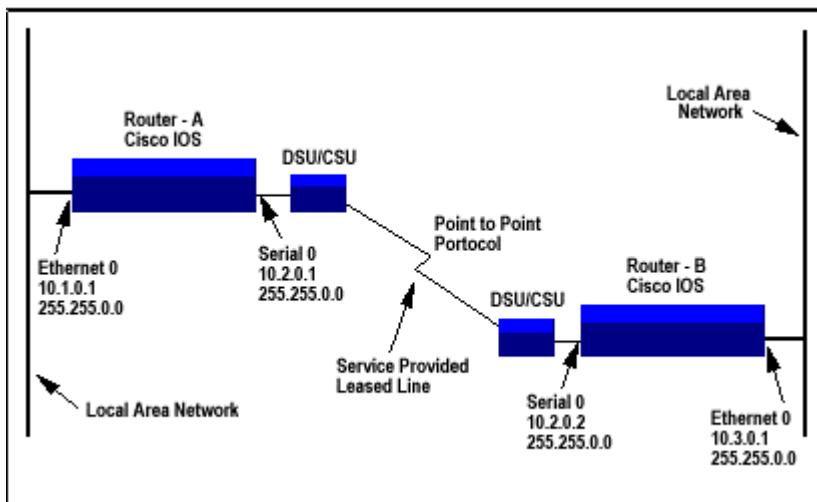 Router - A
Cisco IOS
DSU/CSU
Local Area
Network
Ethernet 0
10.1.0.1
255.255.0.0
Serial 0
10.2.0.1
255.255.0.0
Point to Point
Portocol
Router - B
Cisco IOS
DSU/CSU
Service Provided
Leased Line
Local Area Network
Serial 0
10.2.0.2
255.255.0.0
Ethernet 0
10.3.0.1
255.255.0.0